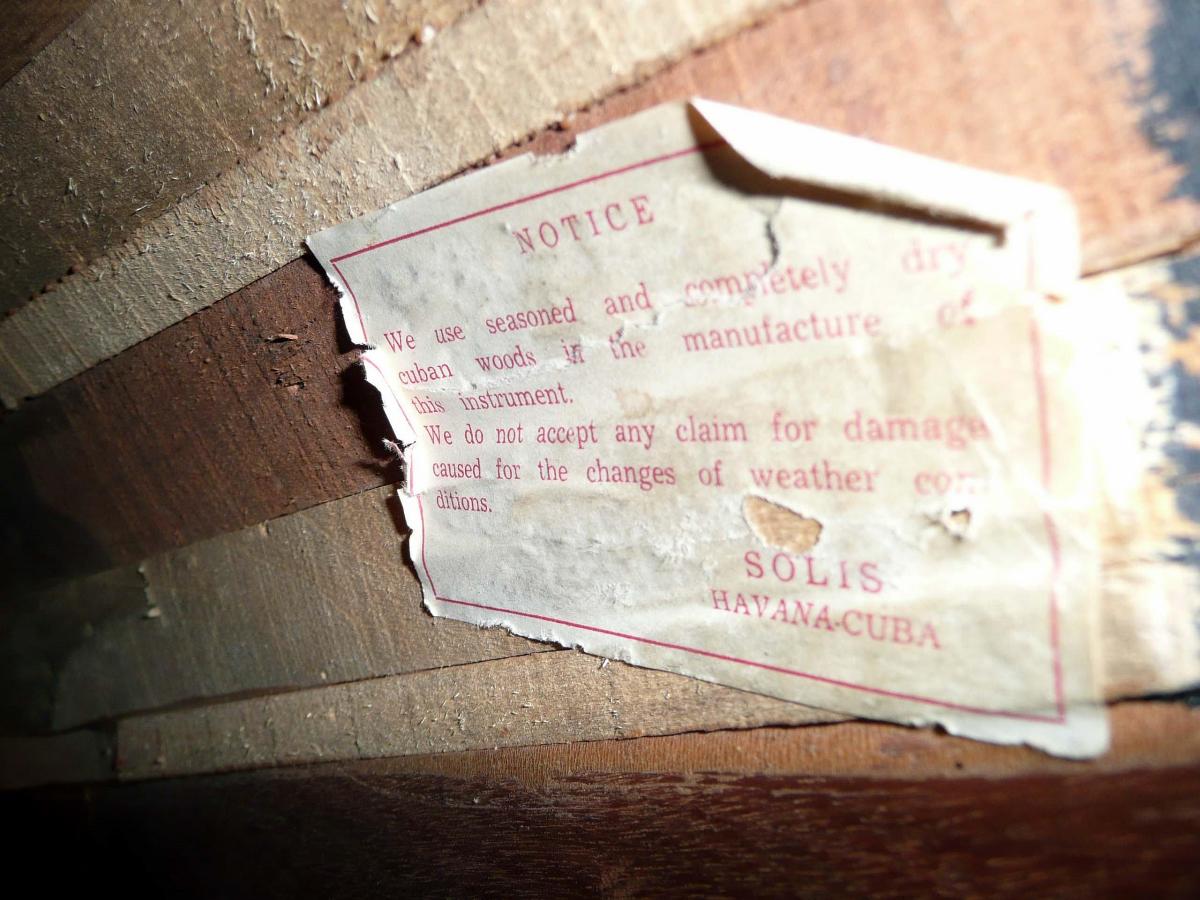 NOTICE
We use seasoned and completely dry
cuban woods in the manufacture of
this instrument.
We do not accept any claim for damage
caused for the changes of weather con-
ditions.
SOLIS
HAVANA-CUBA